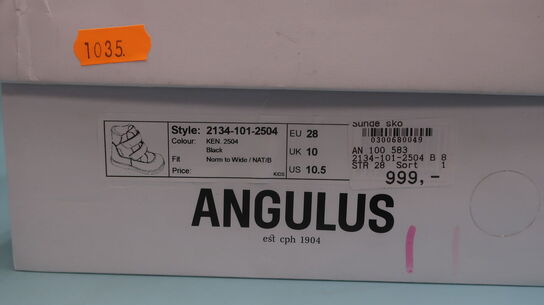 1035.
Style: 2134-101-2504
Colour: KEN. 2504
Black
Fit Norm to Wide / NAT/B
Price:
KIDS
EU 28
UK 10
US 10.5
Sunde sko
0300680049
AN 100 583
2134-101-2504 B 8
STR 28 Sort 1
999,-
ANGULUS
est cph 1904